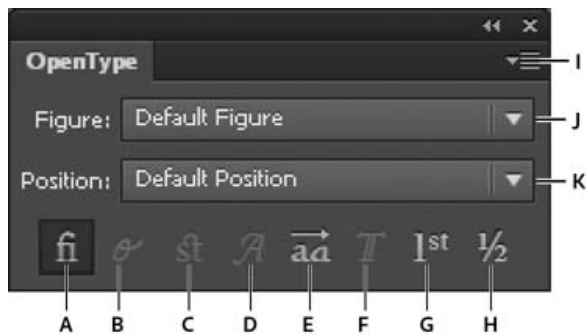 OpenType
I
Figure: Default Figure
J
Position: Default Position
K
fi σ st A aa T 1st ½
A B C D E F G H